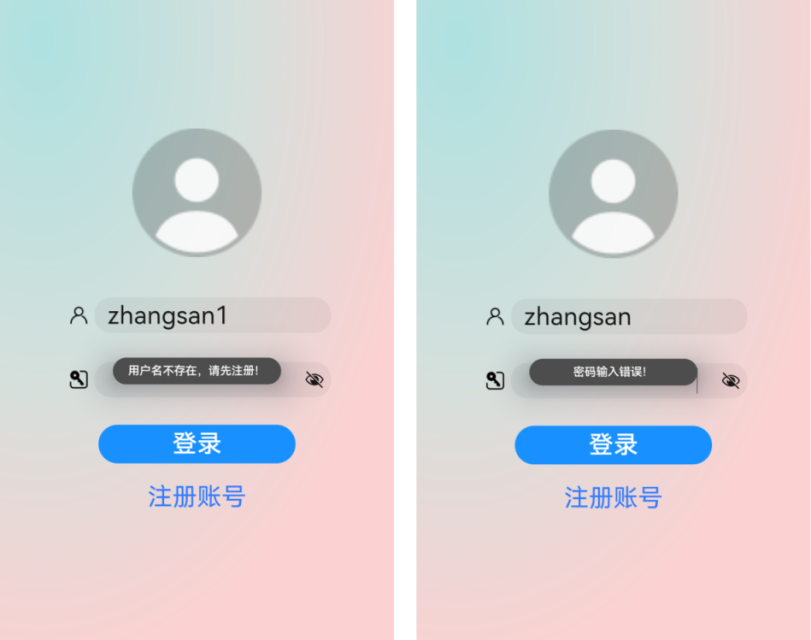 zhangsan1
用户名不存在，请先注册！
登录
注册账号
zhangsan
密码输入错误！
登录
注册账号